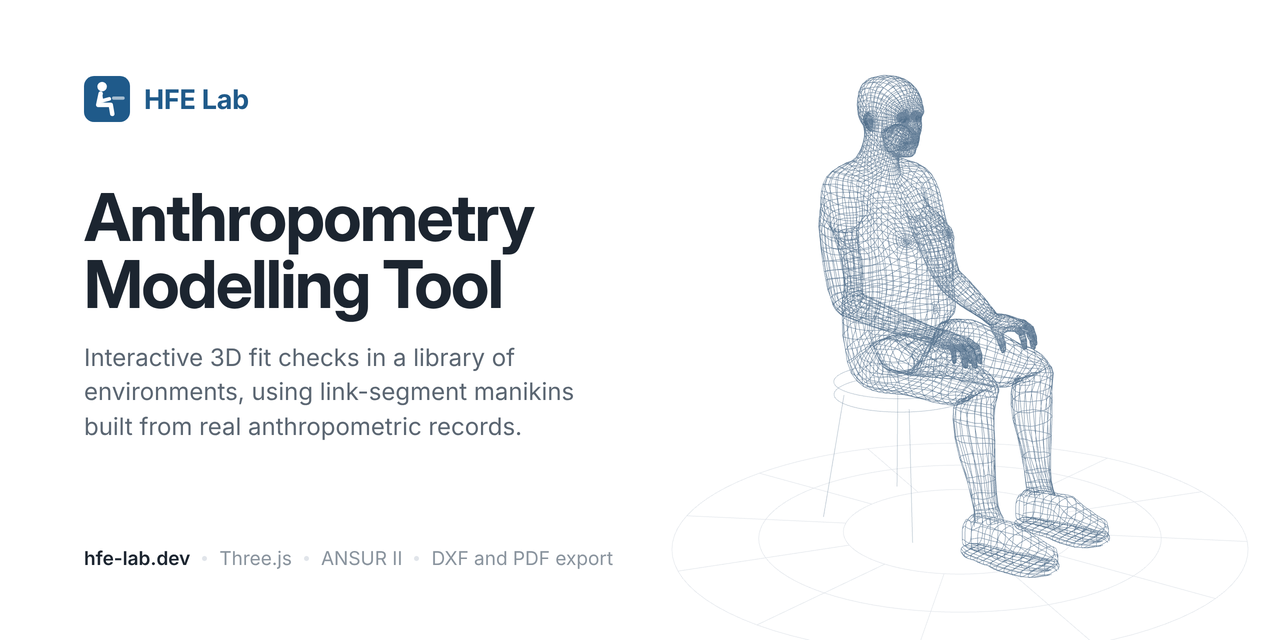 HFE Lab
Anthropometry
Modelling Tool
Interactive 3D fit checks in a library of
environments, using link-segment manikins
built from real anthropometric records.
hfe-lab.dev • Three.js • ANSUR II • DXF and PDF export